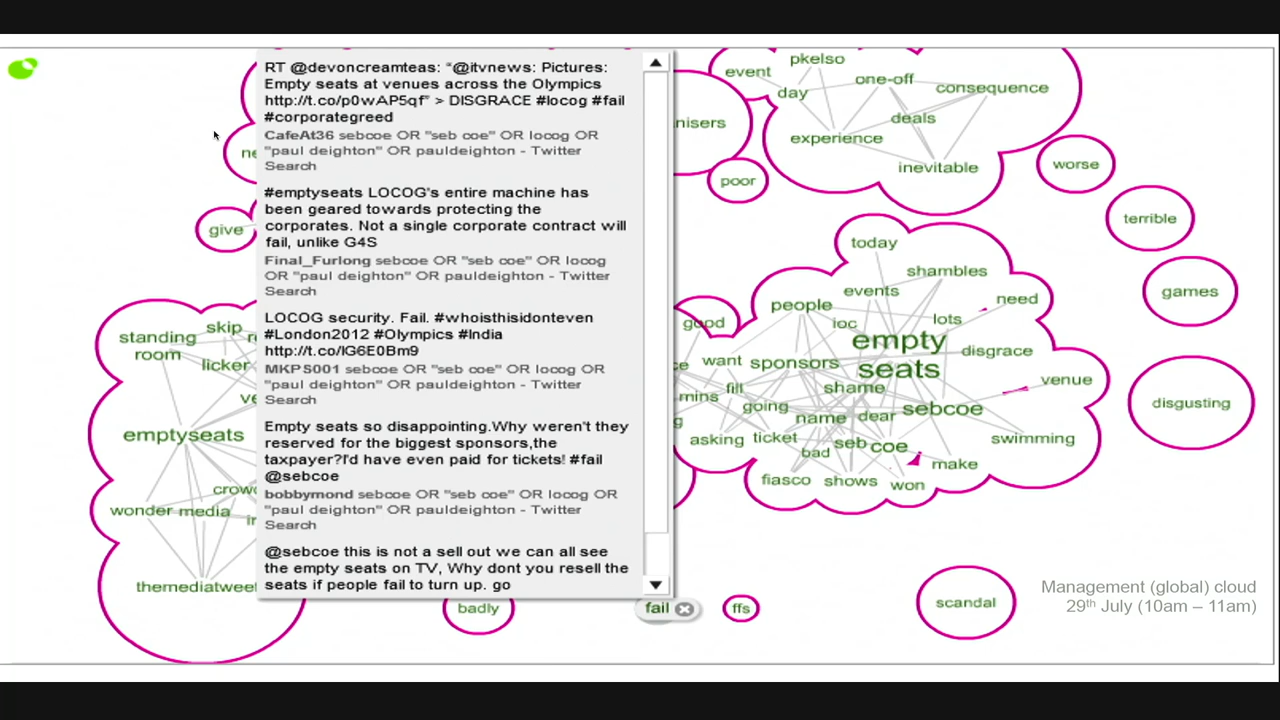 RT @devoncreamteas: "@itvnews: Pictures:
Empty seats at venues across the Olympics
http://t.co/p0wAP5qf" > DISGRACE #locog #fail
#corporategreed
CafeAt36 sebcoe OR "seb coe" OR locog OR
"paul deighton" OR pauldeighton - Twitter
Search
#emptyseats LOCOG's entire machine has
been geared towards protecting the
corporates. Not a single corporate contract will
fail, unlike G4S
Final_Furlong sebcoe OR "seb coe" OR locog
OR "paul deighton" OR pauldeighton - Twitter
Search
LOCOG security. Fail. #whoisthisidonteven
#London2012 #Olympics #India
http://t.co/IG6E0Bm9
MKPS001 sebcoe OR "seb coe" OR locog OR
"paul deighton" OR pauldeighton - Twitter
Search
Empty seats so disappointing.Why weren't they
reserved for the biggest sponsors,the
taxpayer?I'd have even paid for tickets! #fail
@sebcoe
bobbymond sebcoe OR "seb coe" OR locog OR
"paul deighton" OR pauldeighton - Twitter
Search
@sebcoe this is not a sell out we can all see
the empty seats on TV, Why dont you resell the
seats if people fail to turn up. go
give
standing
room
skip
licker
emptyseats
wonder media
themediatweet
badly
fail
ffs
pkelso
event
one-off
day
consequence
deals
experience
inevitable
nisers
poor
worse
terrible
games
disgusting
today
shambles
events
need
people
ioc
lots
good
empty
seats
disgrace
want
sponsors
venue
fill
shame
mins
going
name
dear
sebcoe
asking
ticket
seb
coe
bad
swimming
make
fiasco
shows
won
scandal
Management (global) cloud
29th July (10am – 11am)